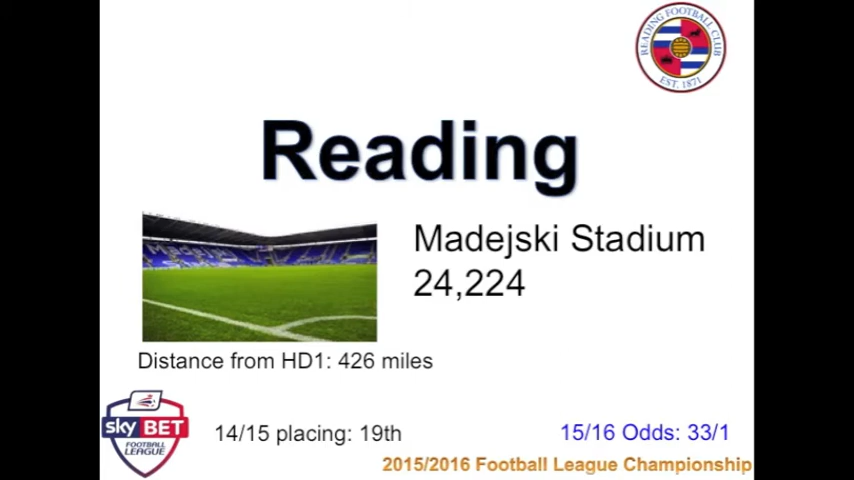 READING FOOTBALL CLUB
EST. 1871
Reading
Madejski
Madejski Stadium
24,224
Distance from HD1: 426 miles
sky BET
FOOTBALL
LEAGUE
14/15 placing: 19th
15/16 Odds: 33/1
2015/2016 Football League Championship